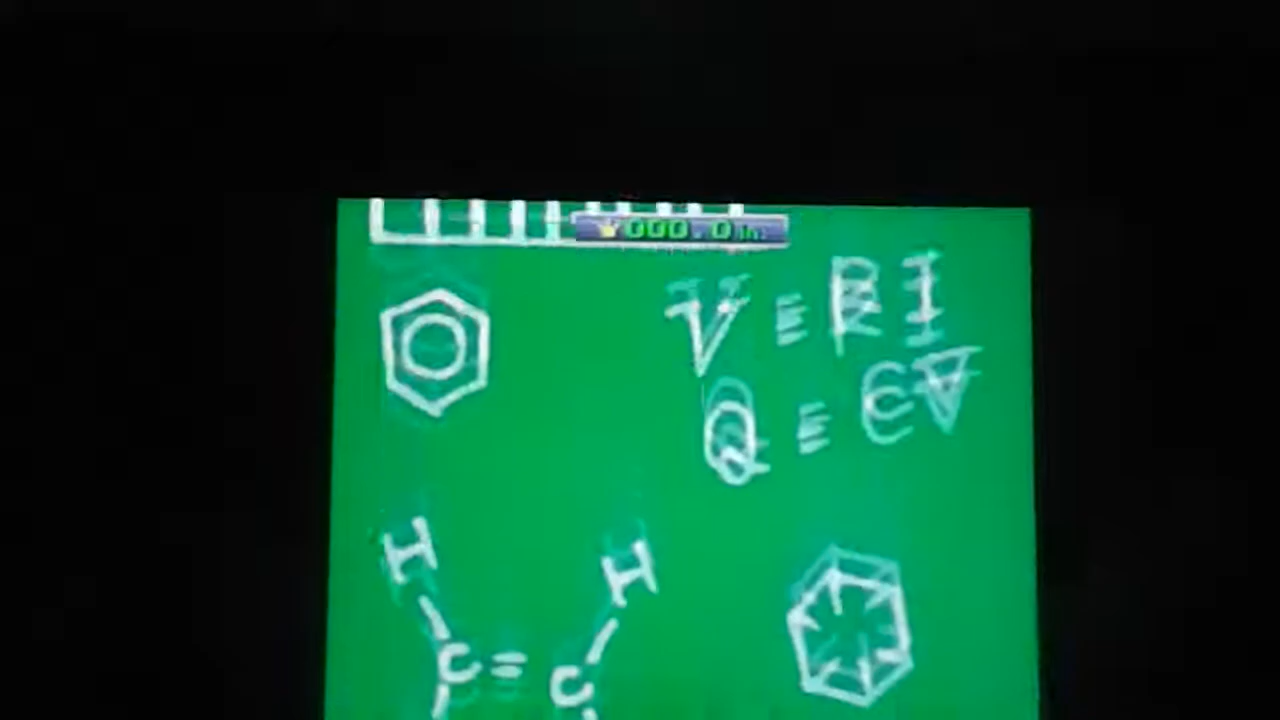 000.0
V = RI
Q = CV
H H
C = C